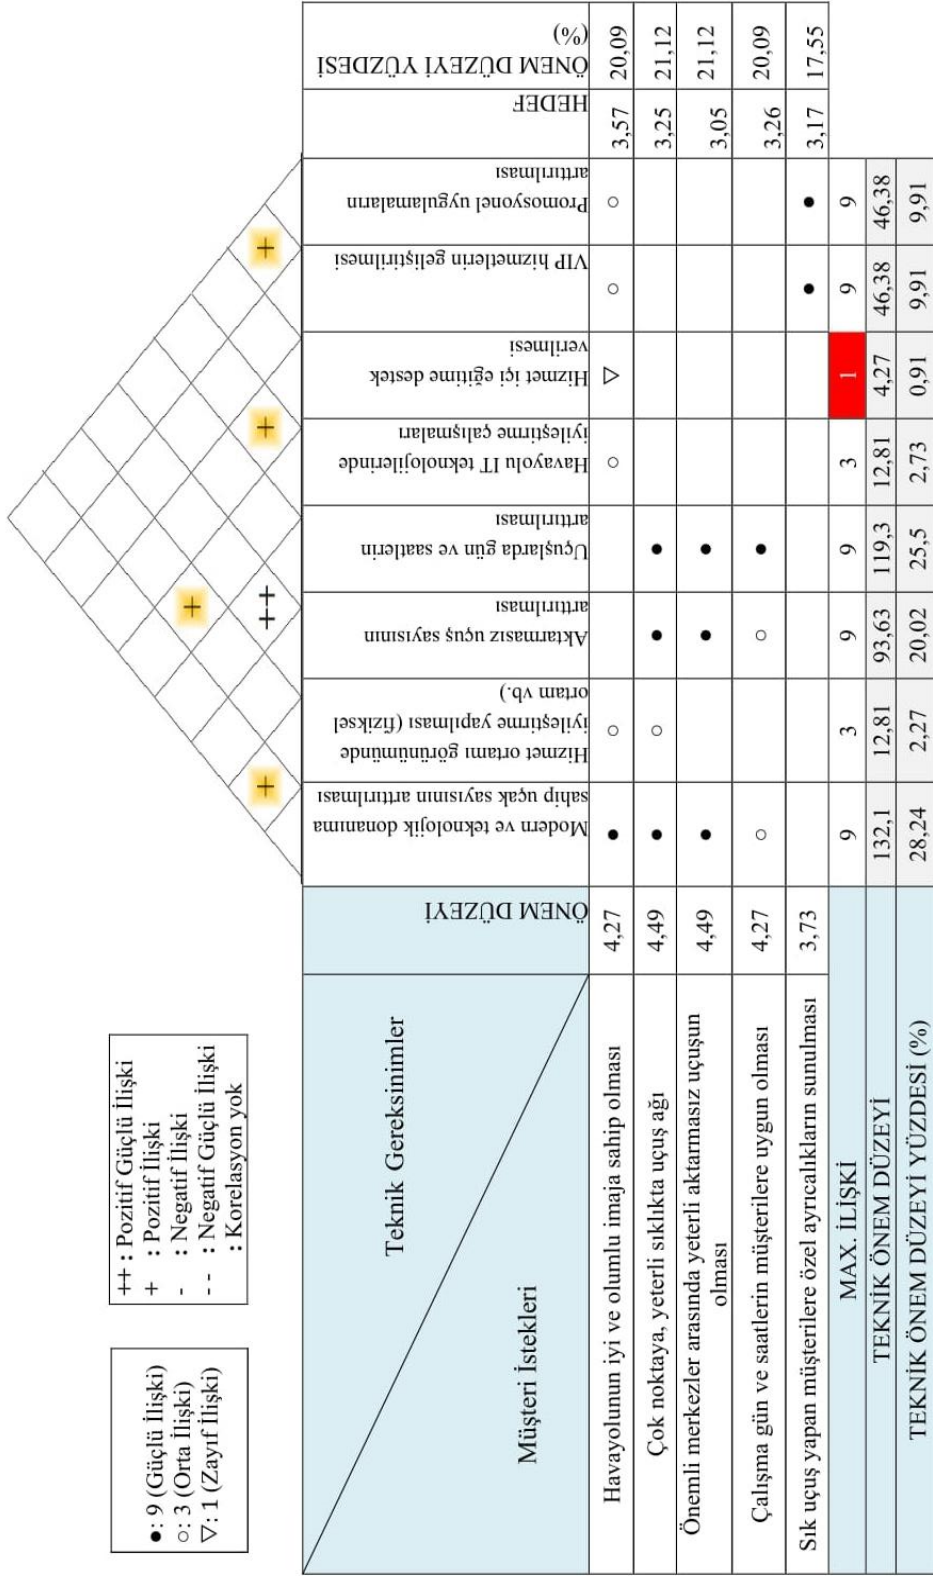 ●: 9 (Güçlü İlişki)
○: 3 (Orta İlişki)
▽: 1 (Zayıf İlişki)
++ : Pozitif Güçlü İlişki
+ : Pozitif İlişki
- : Negatif İlişki
- - : Negatif Güçlü İlişki
: Korelasyon yok
+ + + +
+
++
Teknik Gereksinimler
Müşteri İstekleri
ÖNEM DÜZEYİ
Modern ve teknolojik donanıma
sahip uçak sayısının arttırılması
Hizmet ortamı görünümünde
iyileştirme yapılması (fiziksel
ortam vb.)
Aktarmasız uçuş sayısının
arttırılması
Uçuşlarda gün ve saatlerin
arttırılması
Havayolu IT teknolojilerinde
iyileştirme çalışmaları
Hizmet içi eğitime destek
verilmesi
VIP hizmetlerin geliştirilmesi
Promosyonel uygulamaların
arttırılması
HEDEF
ÖNEM DÜZEYİ YÜZDESİ
(%)
Havayolunun iyi ve olumlu imaja sahip olması 4,27 ● ○ ○ ▽ ○ ○ 3,57 20,09
Çok noktaya, yeterli sıklıkta uçuş ağı 4,49 ● ○ ● ● 3,25 21,12
Önemli merkezler arasında yeterli aktarmasız uçuşun
olması 4,49 ● ● ● 3,05 21,12
Çalışma gün ve saatlerin müşterilere uygun olması 4,27 ○ ○ ● 3,26 20,09
Sık uçuş yapan müşterilere özel ayrıcalıkların sunulması 3,73 ● ● 3,17 17,55
MAX. İLİŞKİ 9 3 9 9 3 1 9 9
TEKNİK ÖNEM DÜZEYİ 132,1 12,81 93,63 119,3 12,81 4,27 46,38 46,38
TEKNİK ÖNEM DÜZEYİ YÜZDESİ (%) 28,24 2,27 20,02 25,5 2,73 0,91 9,91 9,91